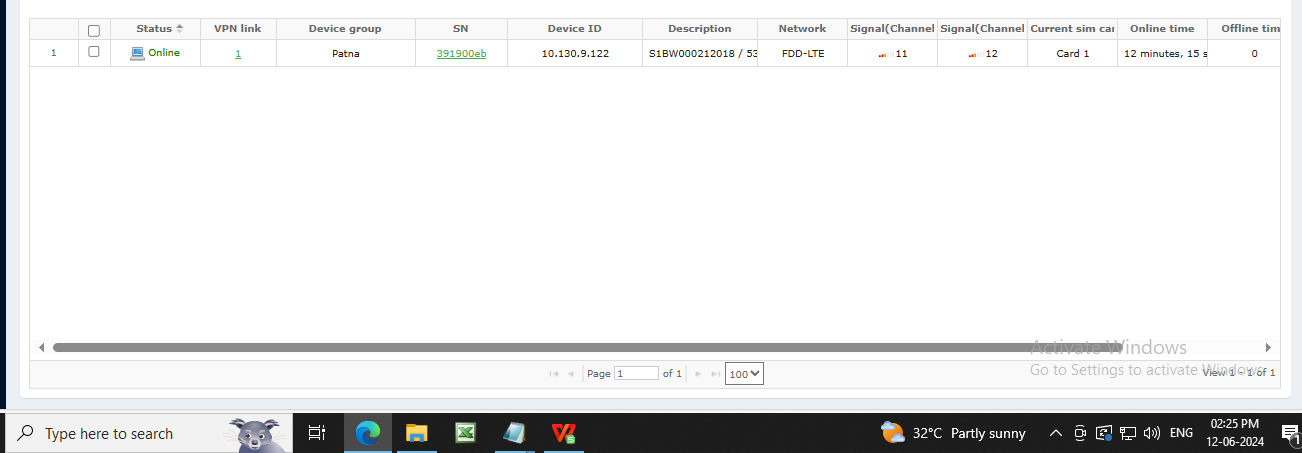 Status VPN link Device group SN Device ID Description Network Signal(Channel Signal(Channel Current sim car Online time Offline tim
1 Online 1 Patna 391900eb 10.130.9.122 S1BW000212018 / 53 FDD-LTE 11 12 Card 1 12 minutes, 15 s 0
Activate Windows
Go to Settings to activate Windows.
Page 1 of 1 100 View 1 - 1 of 1
Type here to search 32°C Partly sunny ENG 02:25 PM
12-06-2024 1